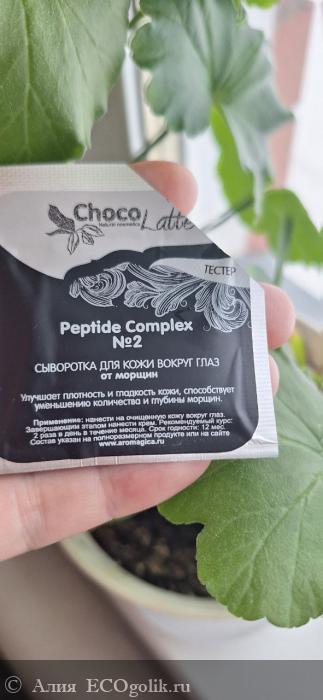 Choco
Latte
Natural cosmetics
ТЕСТЕР
Peptide Complex
№2
СЫВОРОТКА ДЛЯ КОЖИ ВОКРУГ ГЛАЗ
от морщин
Улучшает плотность и гладкость кожи, способствует
уменьшению количества и глубины морщин.
Применение: нанести на очищенную кожу вокруг глаз.
Завершающим этапом нанести крем. Рекомендуемый курс:
2 раза в день в течение месяца. Срок годности: 12 мес.
Состав указан на полноразмерном продукте или на сайте
www.aromagica.ru
© Алия ECOgolik.ru